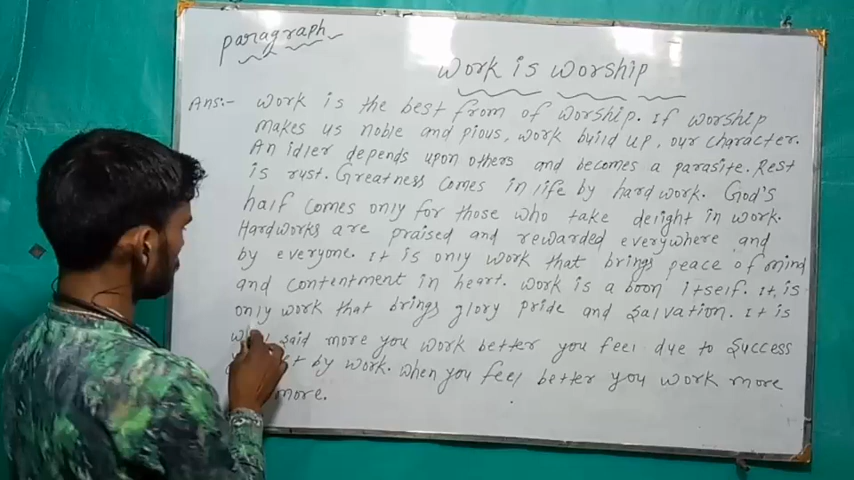 paragraph
Work is worship
Ans:- Work is the best from of worship. If worship
makes us noble and pious, work build up, our character.
An idler depends upon others and becomes a parasite. Rest
is rust. Greatness comes in life by hard work. God's
half comes only for those who take delight in work.
Hardworks are praised and rewarded everywhere and
by everyone. it is only work that brings peace of mind
and contentment in heart. work is a boon itself. It, is
only work that brings glory pride and salvation. It is
said more you work better you feel due to success
by work. when you feel better you work more
more.